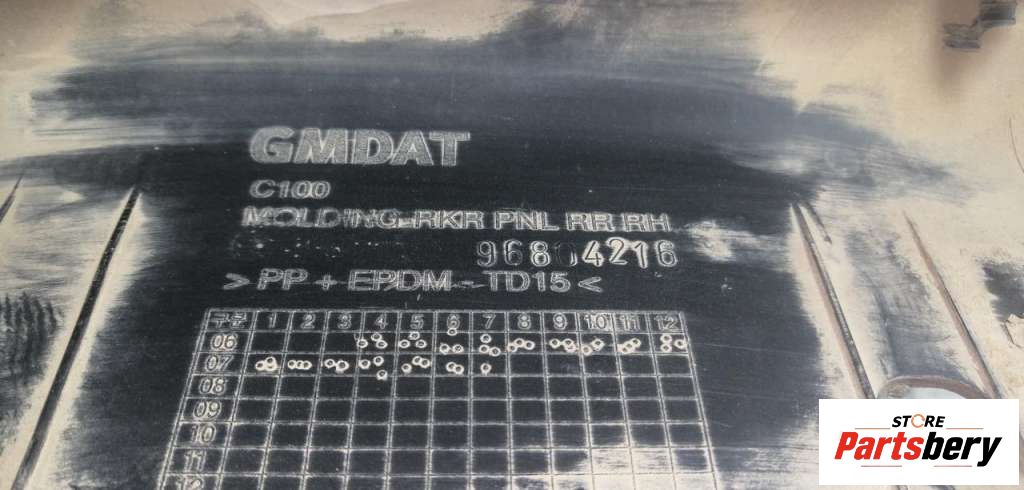 GMDAT
C100
MOLDING-RKR PNL RR RH
96804216
> PP + EPDM - TD15 <
구분 1 2 3 4 5 6 7 8 9 10 11 12
06
07
08
09
10
11
12
STORE
Partsbery